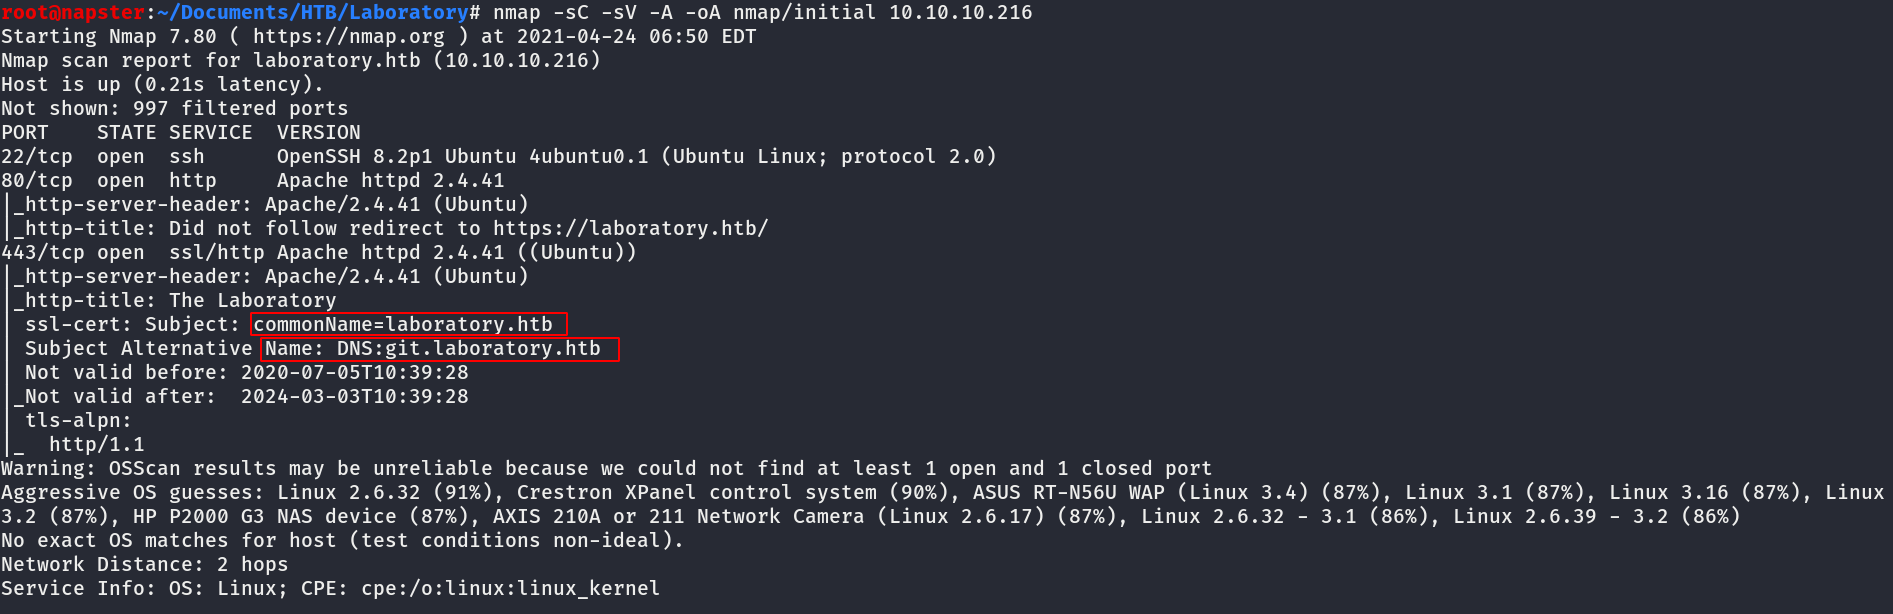 root@napster:~/Documents/HTB/Laboratory# nmap -sC -sV -A -oA nmap/initial 10.10.10.216
Starting Nmap 7.80 ( https://nmap.org ) at 2021-04-24 06:50 EDT
Nmap scan report for laboratory.htb (10.10.10.216)
Host is up (0.21s latency).
Not shown: 997 filtered ports
PORT    STATE SERVICE  VERSION
22/tcp  open  ssh      OpenSSH 8.2p1 Ubuntu 4ubuntu0.1 (Ubuntu Linux; protocol 2.0)
80/tcp  open  http     Apache httpd 2.4.41
|_http-server-header: Apache/2.4.41 (Ubuntu)
|_http-title: Did not follow redirect to https://laboratory.htb/
443/tcp open  ssl/http Apache httpd 2.4.41 ((Ubuntu))
|_http-server-header: Apache/2.4.41 (Ubuntu)
|_http-title: The Laboratory
| ssl-cert: Subject: commonName=laboratory.htb
| Subject Alternative Name: DNS:git.laboratory.htb
| Not valid before: 2020-07-05T10:39:28
|_Not valid after:  2024-03-03T10:39:28
| tls-alpn:
|_  http/1.1
Warning: OSScan results may be unreliable because we could not find at least 1 open and 1 closed port
Aggressive OS guesses: Linux 2.6.32 (91%), Crestron XPanel control system (90%), ASUS RT-N56U WAP (Linux 3.4) (87%), Linux 3.1 (87%), Linux 3.16 (87%), Linux
3.2 (87%), HP P2000 G3 NAS device (87%), AXIS 210A or 211 Network Camera (Linux 2.6.17) (87%), Linux 2.6.32 - 3.1 (86%), Linux 2.6.39 - 3.2 (86%)
No exact OS matches for host (test conditions non-ideal).
Network Distance: 2 hops
Service Info: OS: Linux; CPE: cpe:/o:linux:linux_kernel